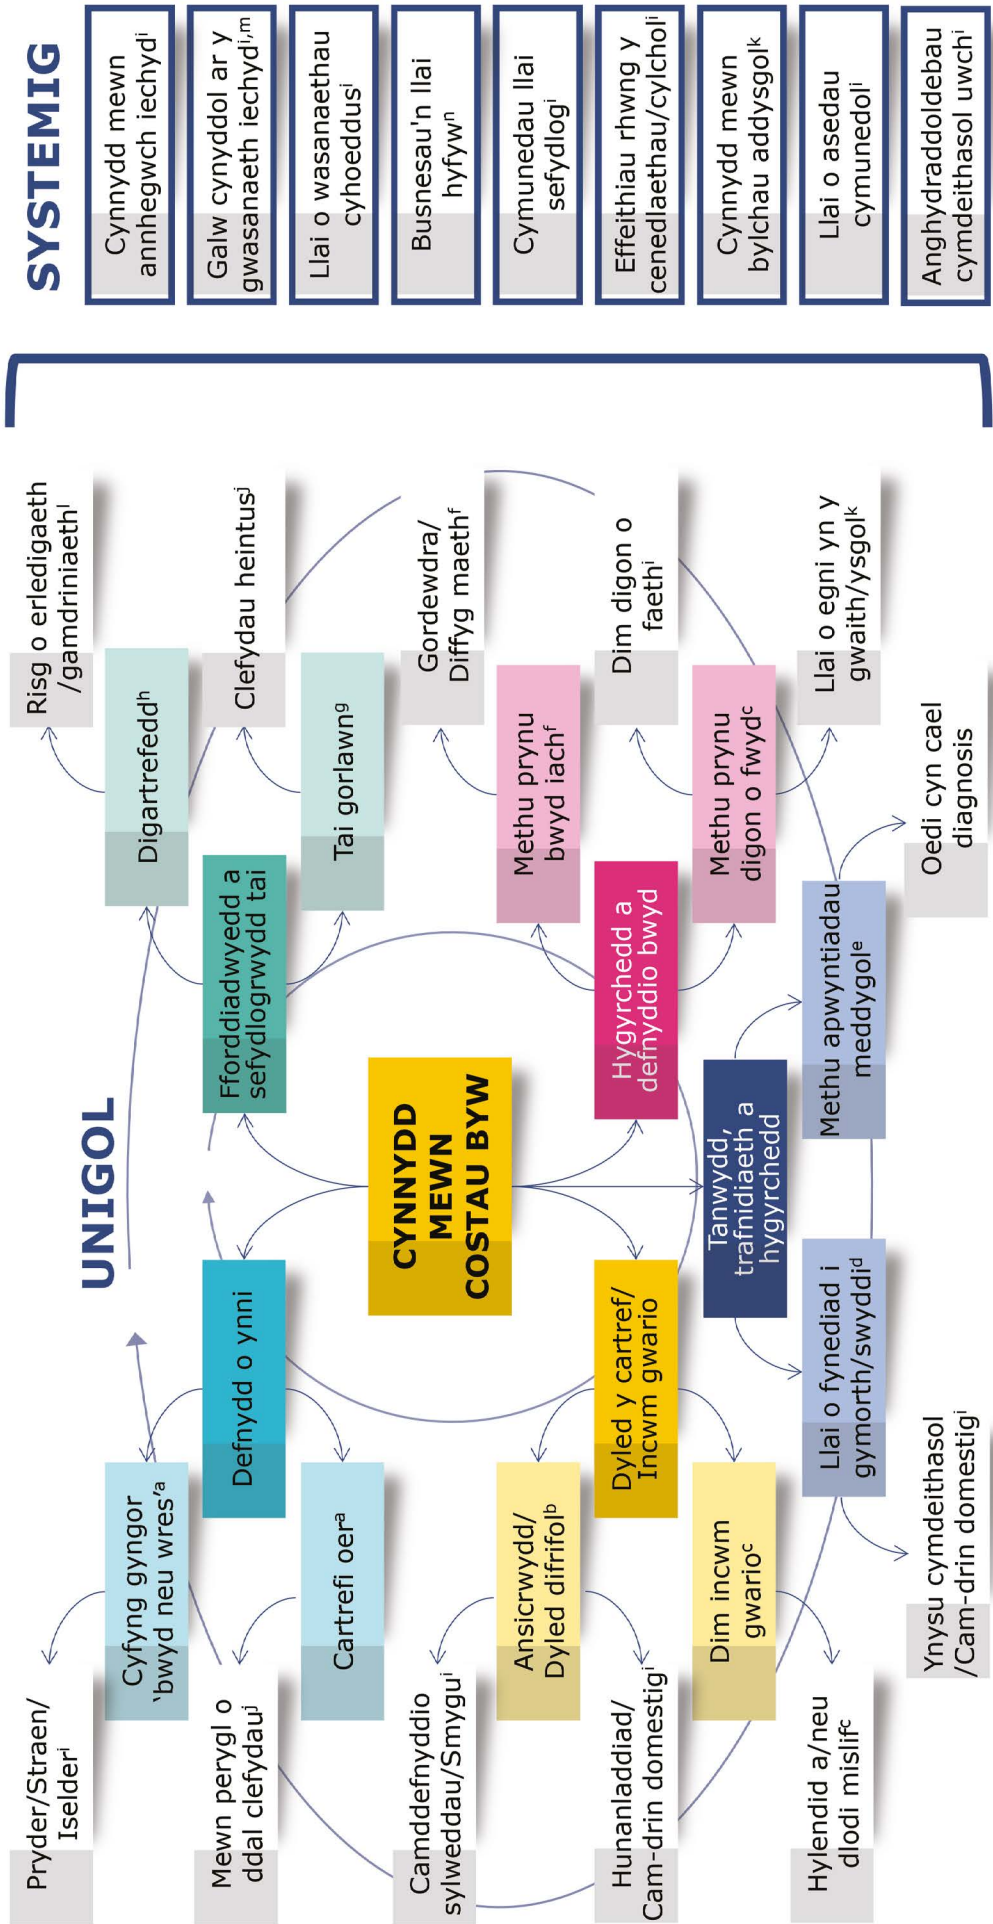 UNIGOL
Pryder/Straen/
Iselderⁱ
Cyfyng gyngor
‘bwyd neu wres’ᵃ
Defnydd o ynni
Cartrefi oerᵃ
Mewn perygl o
ddal clefydauʲ
Fforddiadwyedd a
sefydlogrwydd tai
Digartrefeddʰ
Risg o erledigaeth
/gamdriniaethˡ
Tai gorlawnᵍ
Clefydau heintusʲ
CYNNYDD
MEWN
COSTAU BYW
Camddefnyddio
sylweddau/Smyguⁱ
Ansicrwydd/
Dyled difrifolᵇ
Dyled y cartref/
Incwm gwario
Hunanladdiad/
Cam-drin domestigⁱ
Dim incwm
gwarioᶜ
Hylendid a/neu
dlodi mislifᶜ
Hygyrchedd a
defnyddio bwyd
Methu prynu
bwyd iachᶠ
Gordewdra/
Diffyg maethᶠ
Methu prynu
digon o fwydᶜ
Dim digon o
faethⁱ
Llai o egni yn y
gwaith/ysgolᵏ
Tanwydd,
trafnidiaeth a
hygyrchedd
Llai o fynediad i
gymorth/swyddiᵈ
Ynysu cymdeithasol
/Cam-drin domestigⁱ
Methu apwyntiadau
meddygolᵉ
Oedi cyn cael
diagnosis
SYSTEMIG
Cynnydd mewn
annhegwch iechydⁱ
Galw cynyddol ar y
gwasanaeth iechydⁱ,ᵐ
Llai o wasanaethau
cyhoeddusⁱ
Busnesau'n llai
hyfywⁿ
Cymunedau llai
sefydlogⁱ
Effeithiau rhwng y
cenedlaethau/cylcholⁱ
Cynnydd mewn
bylchau addysgolᵏ
Llai o asedau
cymunedolⁱ
Anghydraddoldebau
cymdeithasol uwchⁱ